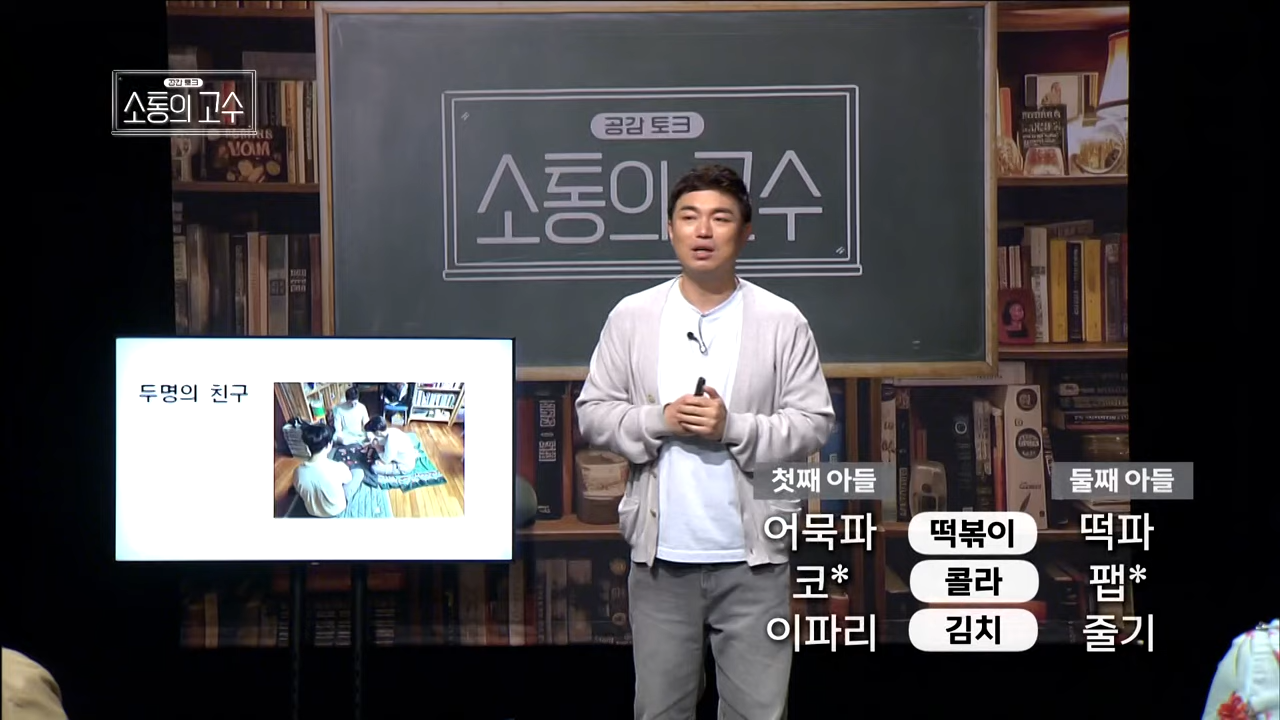 공감 토크
소통의 고수
공감 토크
소통의 고수
두명의 친구
첫째 아들 둘째 아들
어묵파 떡볶이 떡파
코* 콜라 팹*
이파리 김치 줄기